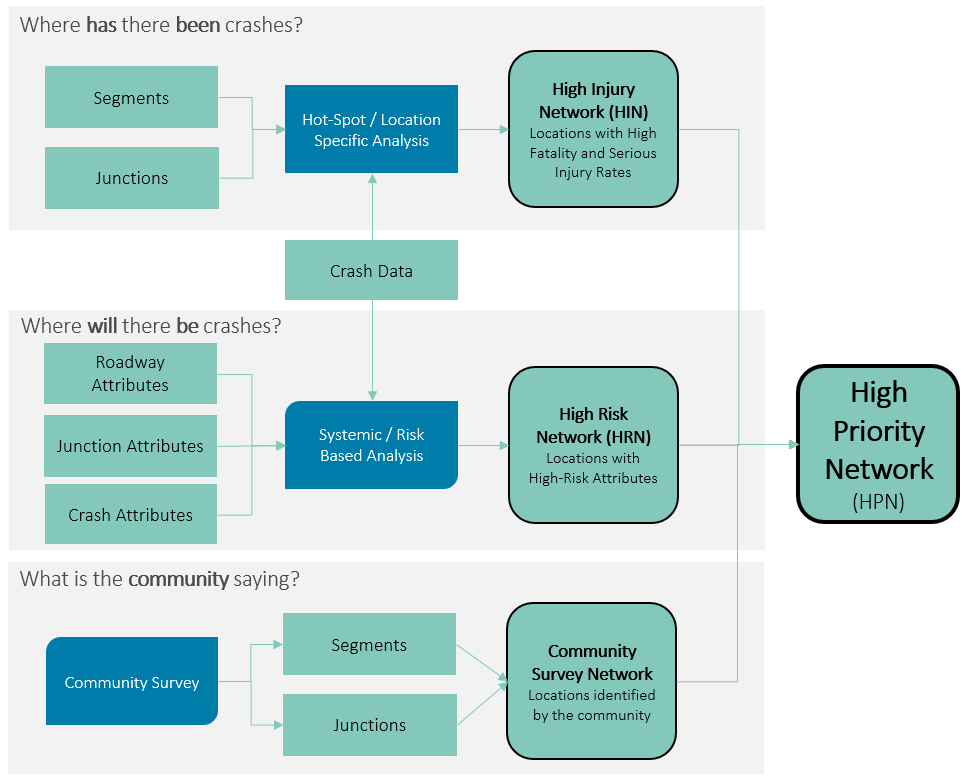 Where has there been crashes?
Segments
Junctions
Hot-Spot / Location
Specific Analysis
High Injury
Network (HIN)
Locations with High
Fatality and Serious
Injury Rates
Crash Data
Where will there be crashes?
Roadway
Attributes
Junction Attributes
Crash Attributes
Systemic / Risk
Based Analysis
High Risk
Network (HRN)
Locations with
High-Risk Attributes
High
Priority
Network
(HPN)
What is the community saying?
Community Survey
Segments
Junctions
Community
Survey Network
Locations identified
by the community